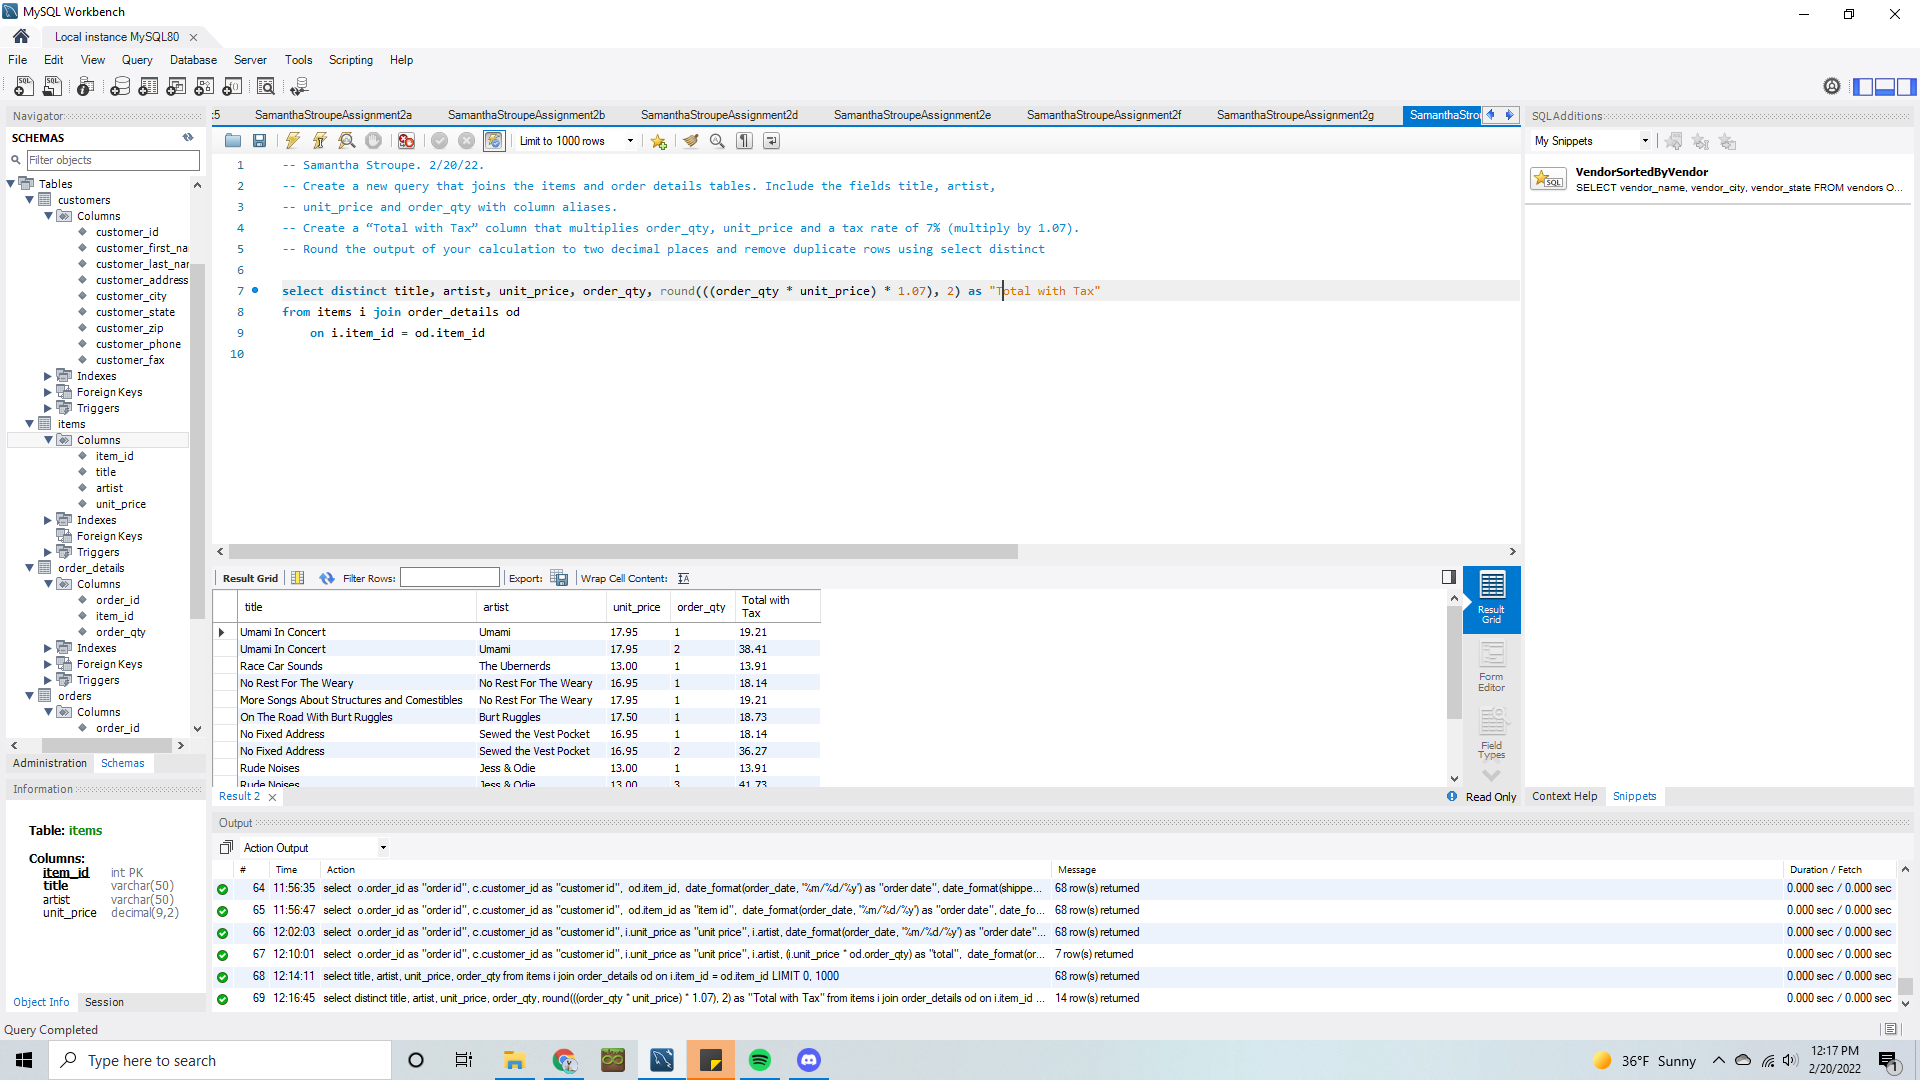 MySQL Workbench
Local instance MySQL80
File Edit View Query Database Server Tools Scripting Help
Navigator
SCHEMAS
Filter objects
Tables
customers
Columns
customer_id
customer_first_na
customer_last_nar
customer_address
customer_city
customer_state
customer_zip
customer_phone
customer_fax
Indexes
Foreign Keys
Triggers
items
Columns
item_id
title
artist
unit_price
Indexes
Foreign Keys
Triggers
order_details
Columns
order_id
item_id
order_qty
Indexes
Foreign Keys
Triggers
orders
Columns
order_id
Administration Schemas
Information
Table: items
Columns:
item_id int PK
title varchar(50)
artist varchar(50)
unit_price decimal(9,2)
Object Info Session
Query Completed
:5 SamanthaStroupeAssignment2a SamanthaStroupeAssignment2b SamanthaStroupeAssignment2d SamanthaStroupeAssignment2e SamanthaStroupeAssignment2f SamanthaStroupeAssignment2g SamanthaStrou
Limit to 1000 rows
1 -- Samantha Stroupe. 2/20/22.
2 -- Create a new query that joins the items and order details tables. Include the fields title, artist,
3 -- unit_price and order_qty with column aliases.
4 -- Create a “Total with Tax” column that multiplies order_qty, unit_price and a tax rate of 7% (multiply by 1.07).
5 -- Round the output of your calculation to two decimal places and remove duplicate rows using select distinct
6
7 select distinct title, artist, unit_price, order_qty, round(((order_qty * unit_price) * 1.07), 2) as "Total with Tax"
8 from items i join order_details od
9 on i.item_id = od.item_id
10
Result Grid Filter Rows: Export: Wrap Cell Content:
title artist unit_price order_qty Total with Tax
Umami In Concert Umami 17.95 1 19.21
Umami In Concert Umami 17.95 2 38.41
Race Car Sounds The Ubernerds 13.00 1 13.91
No Rest For The Weary No Rest For The Weary 16.95 1 18.14
More Songs About Structures and Comestibles No Rest For The Weary 17.95 1 19.21
On The Road With Burt Ruggles Burt Ruggles 17.50 1 18.73
No Fixed Address Sewed the Vest Pocket 16.95 1 18.14
No Fixed Address Sewed the Vest Pocket 16.95 2 36.27
Rude Noises Jess & Odie 13.00 1 13.91
Rude Noises Jess & Odie 13.00 3 41.73
Result Grid
Form Editor
Field Types
Result 2
Read Only
Output
Action Output
# Time Action Message Duration / Fetch
64 11:56:35 select o.order_id as "order id", c.customer_id as "customer id", od.item_id, date_format(order_date, '%m/%d/%y') as "order date", date_format(shippe... 68 row(s) returned 0.000 sec / 0.000 sec
65 11:56:47 select o.order_id as "order id", c.customer_id as "customer id", od.item_id as "item id", date_format(order_date, '%m/%d/%y') as "order date", date_fo... 68 row(s) returned 0.000 sec / 0.000 sec
66 12:02:03 select o.order_id as "order id", c.customer_id as "customer id", i.unit_price as "unit price", i.artist, date_format(order_date, '%m/%d/%y') as "order date"... 68 row(s) returned 0.000 sec / 0.000 sec
67 12:10:01 select o.order_id as "order id", c.customer_id as "customer id", i.unit_price as "unit price", i.artist, (i.unit_price * od.order_qty) as "total", date_format(or... 7 row(s) returned 0.000 sec / 0.000 sec
68 12:14:11 select title, artist, unit_price, order_qty from items i join order_details od on i.item_id = od.item_id LIMIT 0, 1000 68 row(s) returned 0.000 sec / 0.000 sec
69 12:16:45 select distinct title, artist, unit_price, order_qty, round(((order_qty * unit_price) * 1.07), 2) as "Total with Tax" from items i join order_details od on i.item_id ... 14 row(s) returned 0.000 sec / 0.000 sec
SQLAdditions
My Snippets
SQL
VendorSortedByVendor
SELECT vendor_name, vendor_city, vendor_state FROM vendors O...
Context Help Snippets
Type here to search
36°F Sunny
12:17 PM
2/20/2022
1